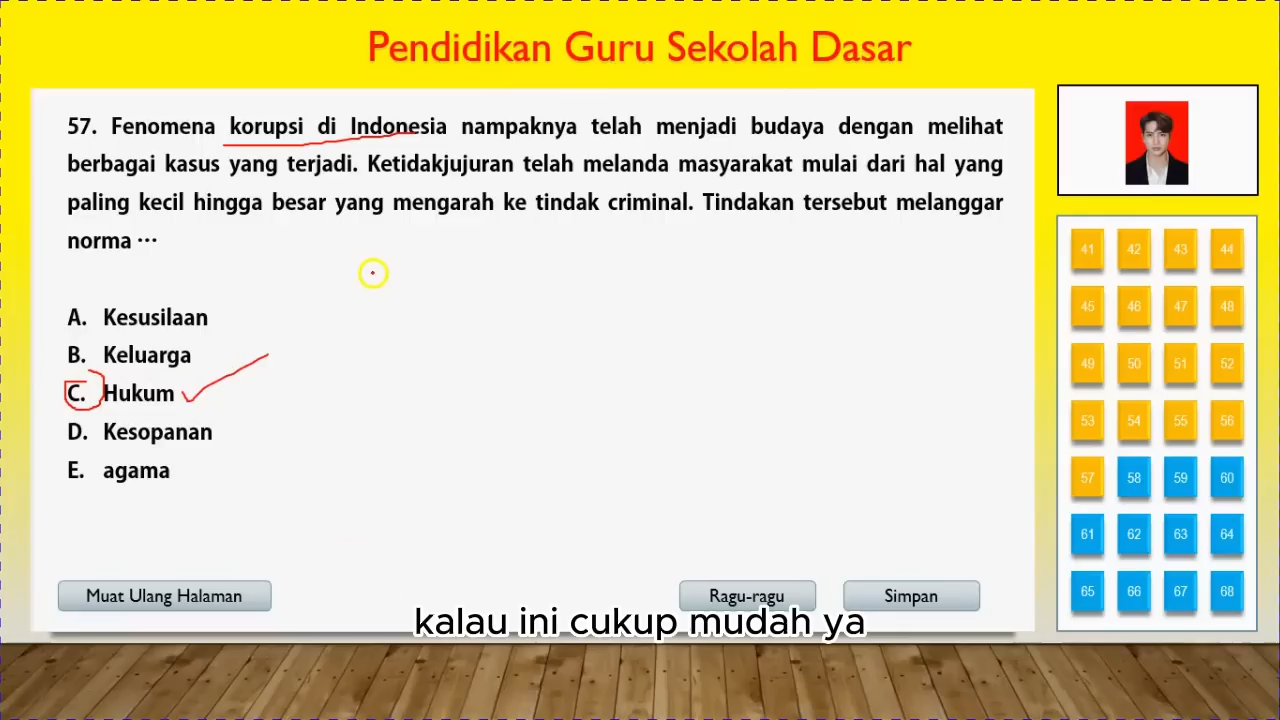 Pendidikan Guru Sekolah Dasar
57. Fenomena korupsi di Indonesia nampaknya telah menjadi budaya dengan melihat
berbagai kasus yang terjadi. Ketidakjujuran telah melanda masyarakat mulai dari hal yang
paling kecil hingga besar yang mengarah ke tindak criminal. Tindakan tersebut melanggar
norma ...
A. Kesusilaan
B. Keluarga
C. Hukum
D. Kesopanan
E. agama
41 42 43 44
45 46 47 48
49 50 51 52
53 54 55 56
57 58 59 60
61 62 63 64
65 66 67 68
Muat Ulang Halaman
Ragu-ragu
Simpan
kalau ini cukup mudah ya